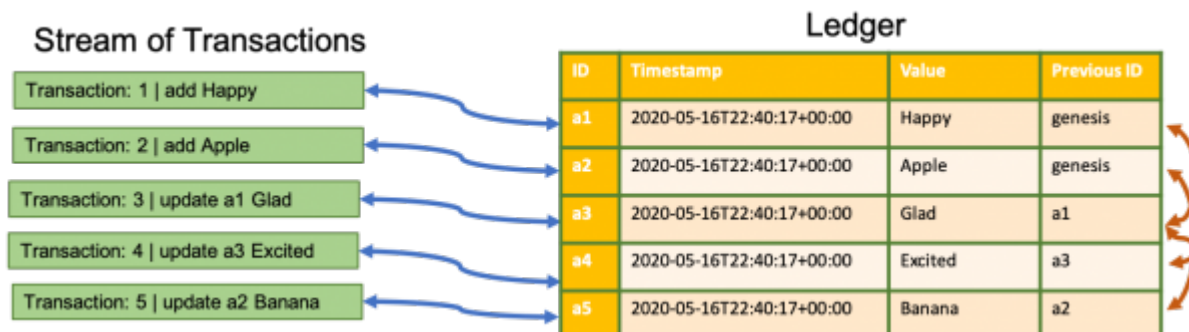 Stream of Transactions
Transaction: 1 | add Happy
Transaction: 2 | add Apple
Transaction: 3 | update a1 Glad
Transaction: 4 | update a3 Excited
Transaction: 5 | update a2 Banana
Ledger
ID Timestamp Value Previous ID
a1 2020-05-16T22:40:17+00:00 Happy genesis
a2 2020-05-16T22:40:17+00:00 Apple genesis
a3 2020-05-16T22:40:17+00:00 Glad a1
a4 2020-05-16T22:40:17+00:00 Excited a3
a5 2020-05-16T22:40:17+00:00 Banana a2